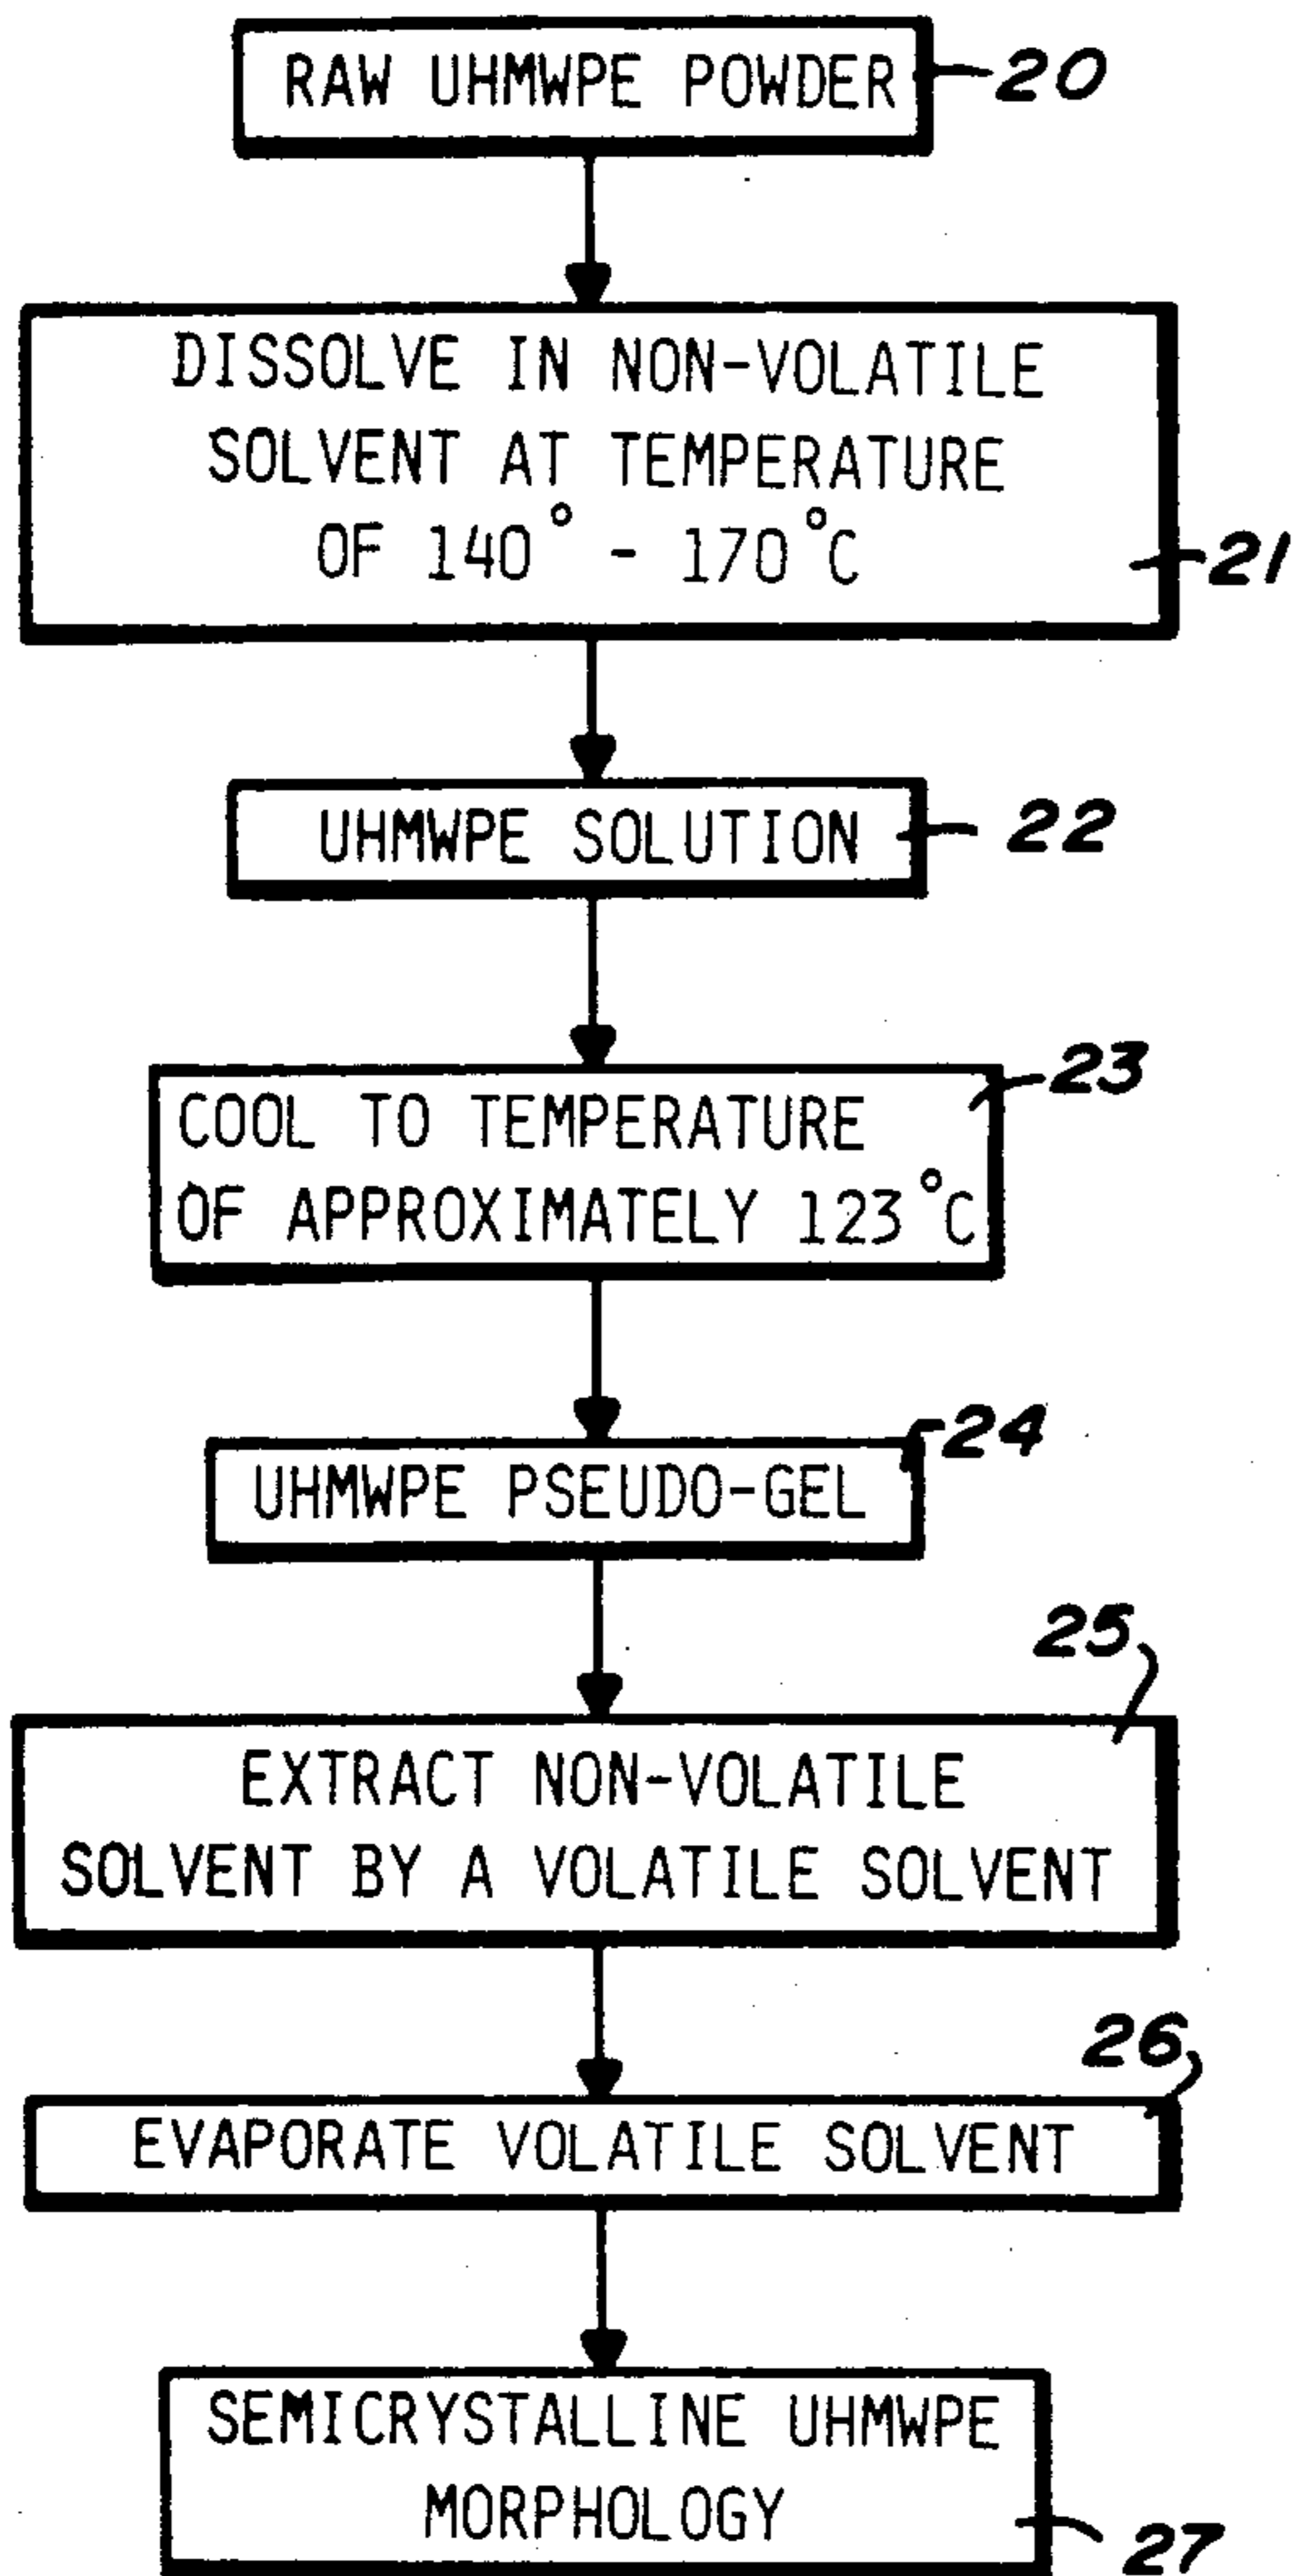 RAW UHMWPE POWDER 20
DISSOLVE IN NON-VOLATILE
SOLVENT AT TEMPERATURE
OF 140° - 170°C 21
UHMWPE SOLUTION 22
23
COOL TO TEMPERATURE
OF APPROXIMATELY 123°C
24
UHMWPE PSEUDO-GEL
25
EXTRACT NON-VOLATILE
SOLVENT BY A VOLATILE SOLVENT
26
EVAPORATE VOLATILE SOLVENT
SEMICRYSTALLINE UHMWPE
MORPHOLOGY
27